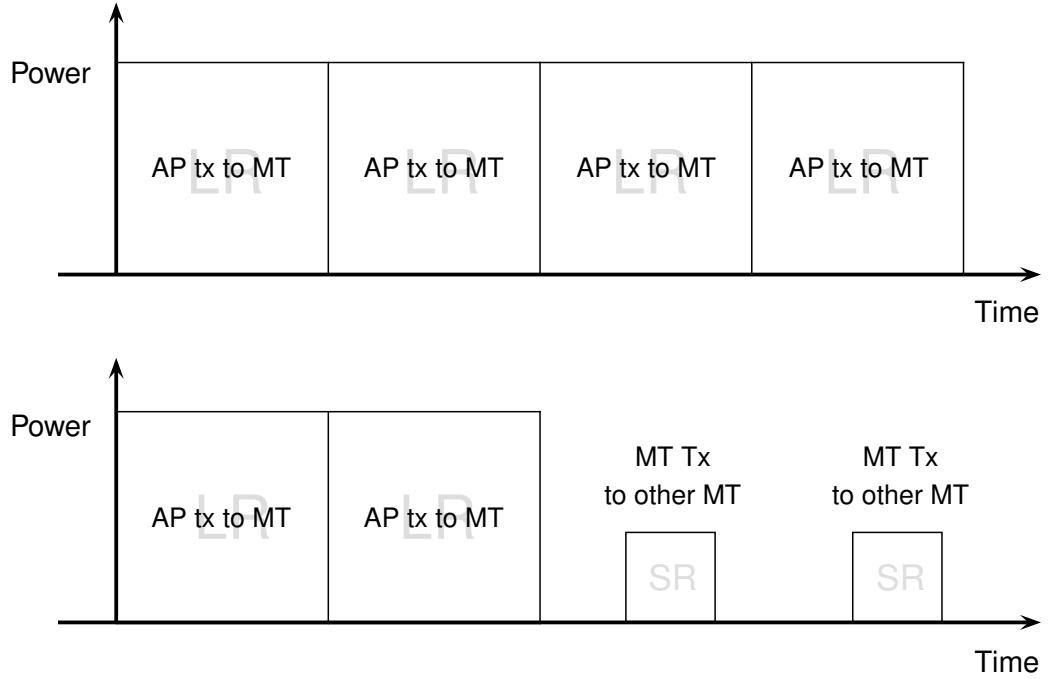 Power
LR
AP tx to MT
LR
AP tx to MT
LR
AP tx to MT
LR
AP tx to MT
Time
Power
LR
AP tx to MT
LR
AP tx to MT
MT Tx
to other MT
SR
MT Tx
to other MT
SR
Time